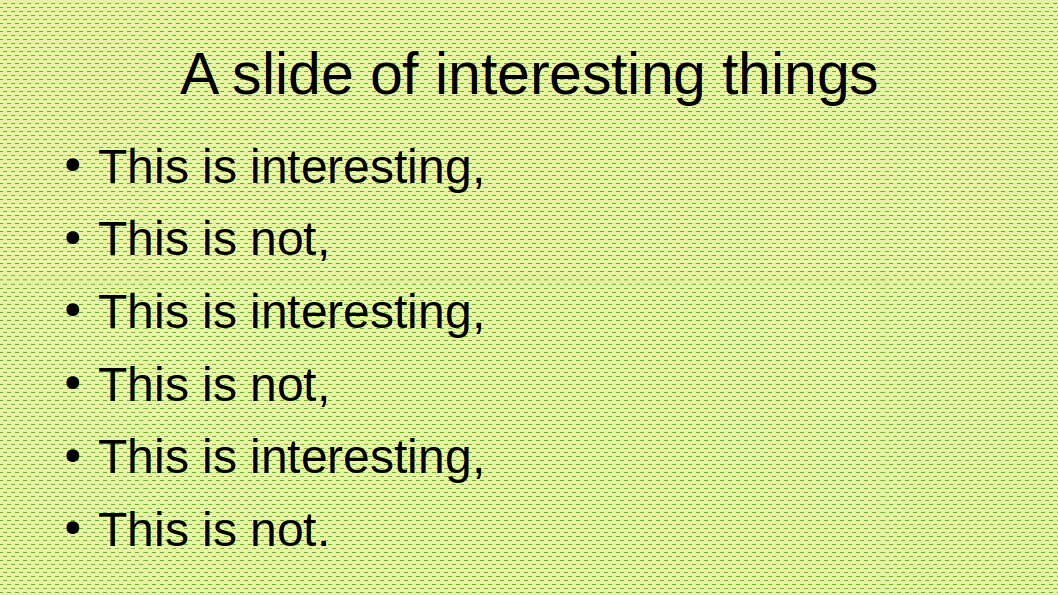 A slide of interesting things
• This is interesting,
• This is not,
• This is interesting,
• This is not,
• This is interesting,
• This is not.